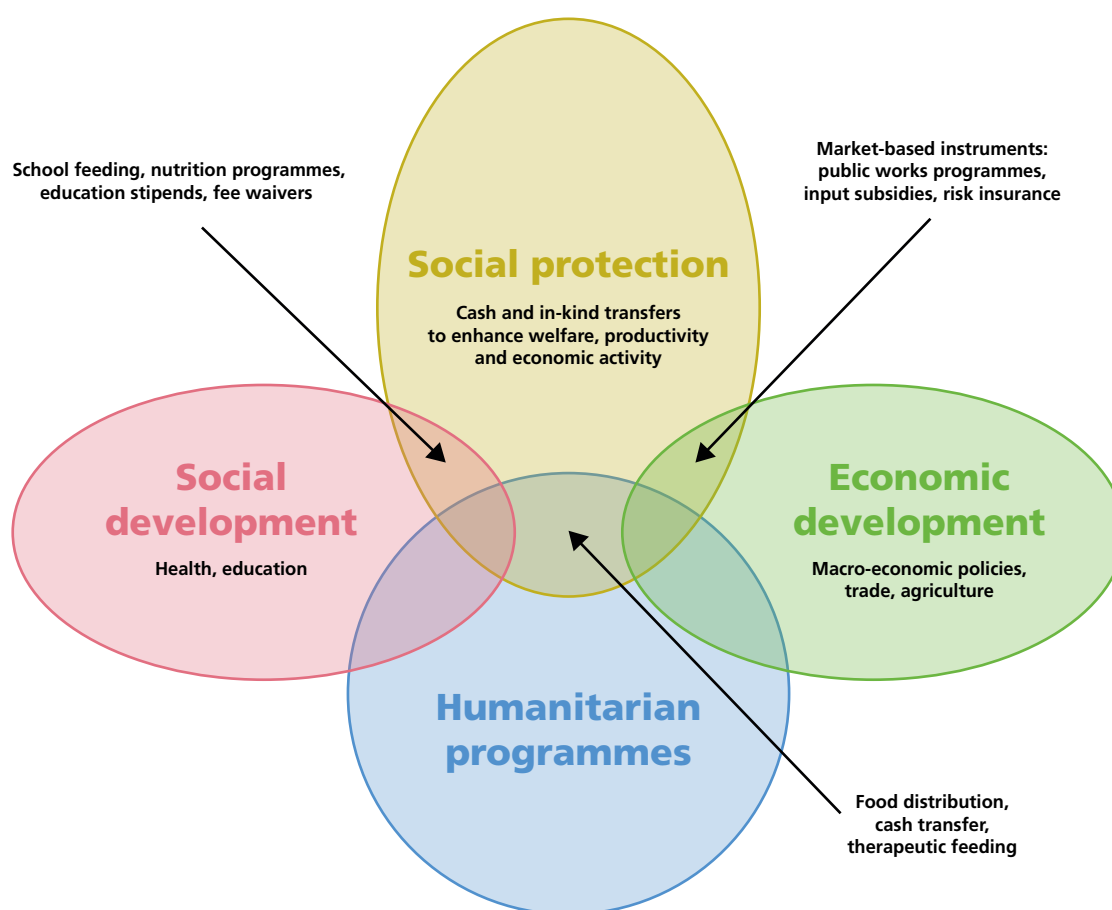 School feeding, nutrition programmes,
education stipends, fee waivers
Market-based instruments:
public works programmes,
input subsidies, risk insurance
Social protection
Cash and in-kind transfers
to enhance welfare, productivity
and economic activity
Social
development
Health, education
Economic
development
Macro-economic policies,
trade, agriculture
Humanitarian
programmes
Food distribution,
cash transfer,
therapeutic feeding